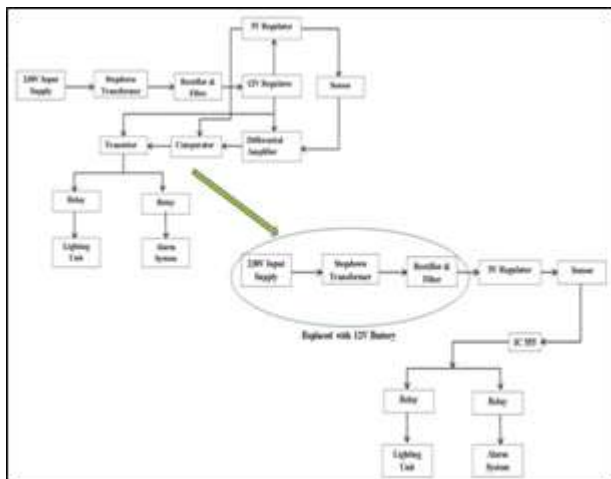 5V Regulator
220V Input
Supply
Stepdown
Transformer
Rectifier &
Filter
12V Regulator
Sensor
Transistor
Comparator
Differential
Amplifier
Relay
Relay
Lighting
Unit
Alarm
System
220V Input
Supply
Stepdown
Transformer
Rectifier &
Filter
5V Regulator
Sensor
Replaced with 12V Battery
IC 555
Relay
Relay
Lighting
Unit
Alarm
System